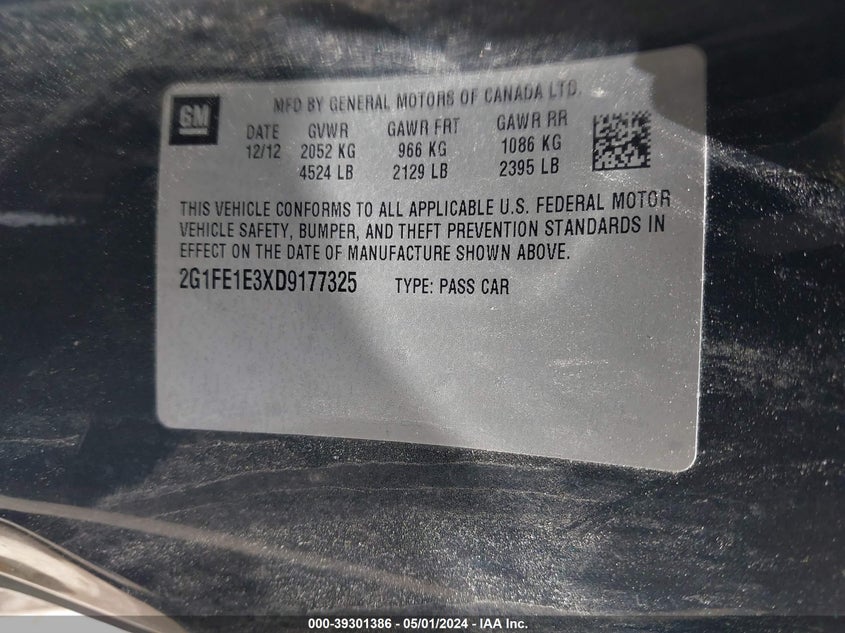 GM
MFD BY GENERAL MOTORS OF CANADA LTD.
DATE GVWR GAWR FRT GAWR RR
12/12 2052 KG 966 KG 1086 KG
4524 LB 2129 LB 2395 LB
THIS VEHICLE CONFORMS TO ALL APPLICABLE U.S. FEDERAL MOTOR
VEHICLE SAFETY, BUMPER, AND THEFT PREVENTION STANDARDS IN
EFFECT ON THE DATE OF MANUFACTURE SHOWN ABOVE.
2G1FE1E3XD9177325 TYPE: PASS CAR
000-39301386 - 05/01/2024 - IAA Inc.